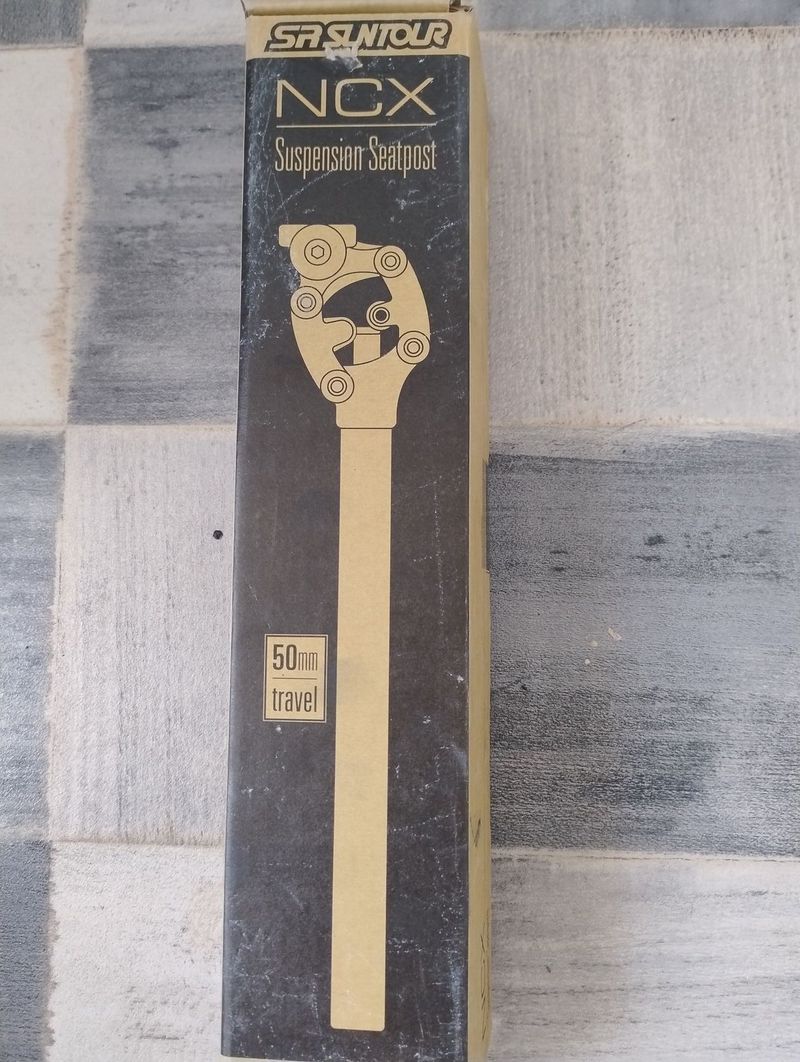 SR SUNTOUR
NCX
Suspension Seatpost
50mm
travel